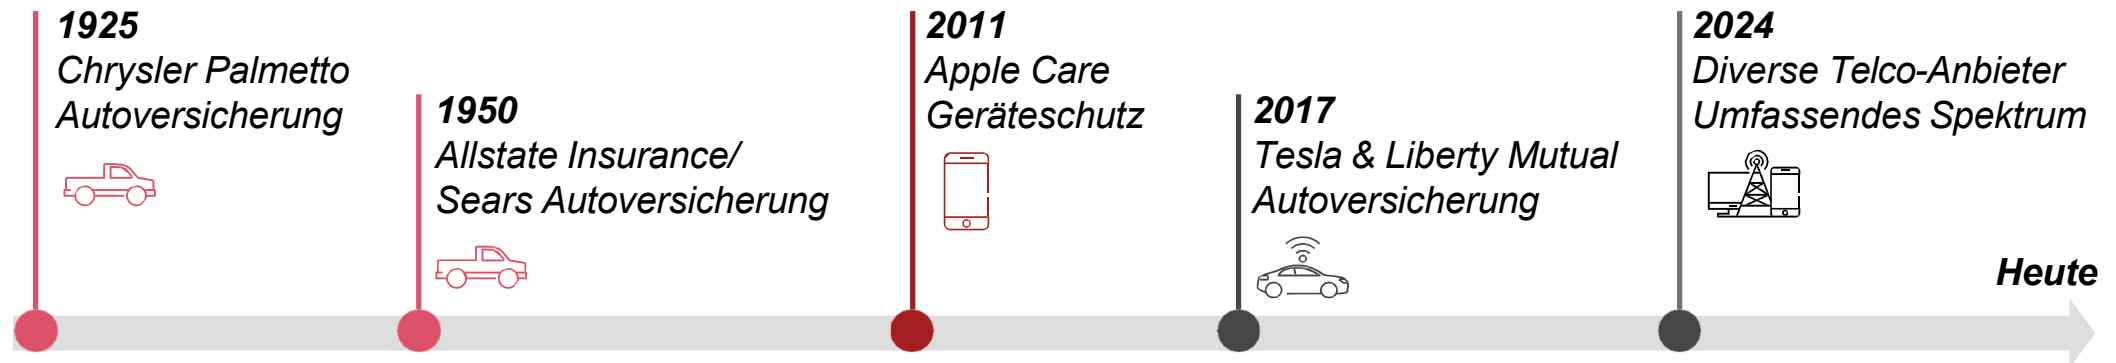 1925
Chrysler Palmetto
Autoversicherung
1950
Allstate Insurance/
Sears Autoversicherung
2011
Apple Care
Geräteschutz
2017
Tesla & Liberty Mutual
Autoversicherung
2024
Diverse Telco-Anbieter
Umfassendes Spektrum
Heute